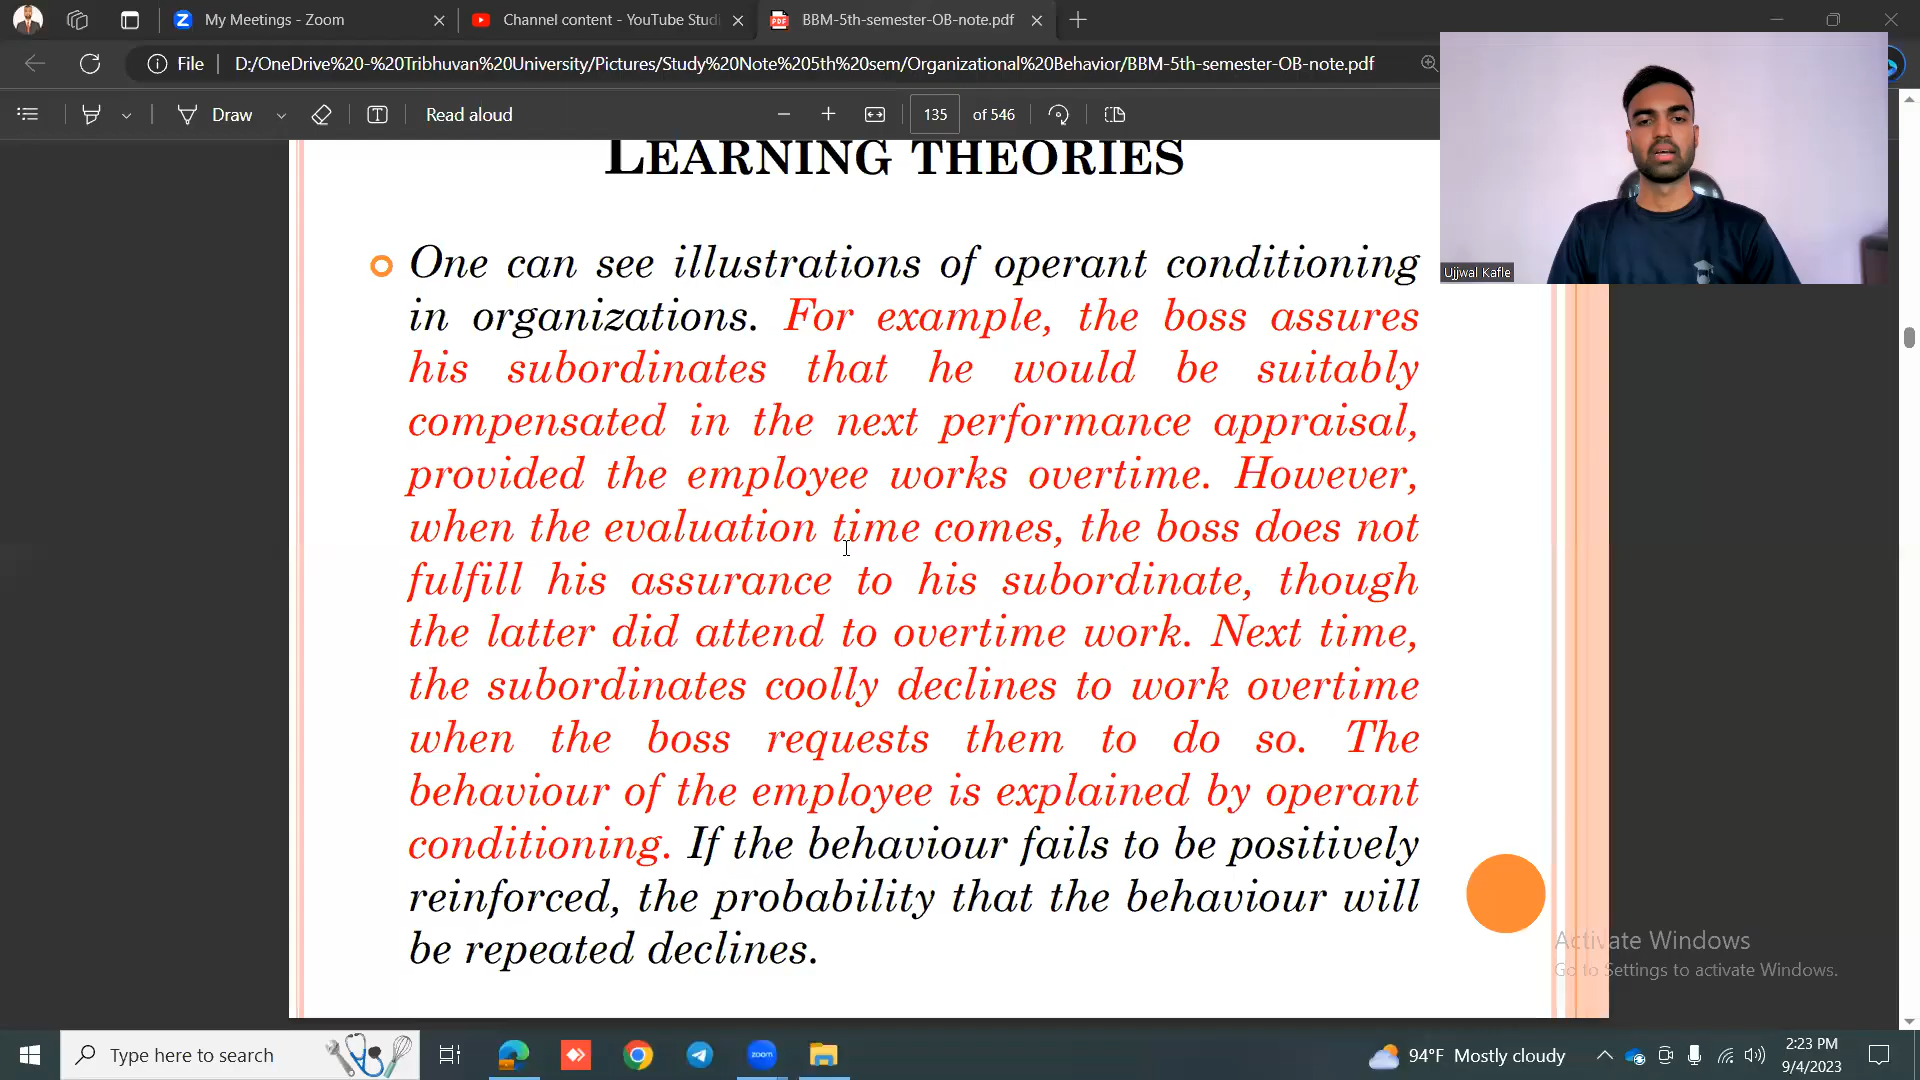 My Meetings - Zoom
Channel content - YouTube Studi
PDF
BBM-5th-semester-OB-note.pdf
File
D:/OneDrive%20-%20Tribhuvan%20University/Pictures/Study%20Note%205th%20sem/Organizational%20Behavior/BBM-5th-semester-OB-note.pdf
Draw
Read aloud
135
of 546
Ujjwal Kafle
LEARNING THEORIES
One can see illustrations of operant conditioning
in organizations. For example, the boss assures
his subordinates that he would be suitably
compensated in the next performance appraisal,
provided the employee works overtime. However,
when the evaluation time comes, the boss does not
fulfill his assurance to his subordinate, though
the latter did attend to overtime work. Next time,
the subordinates coolly declines to work overtime
when the boss requests them to do so. The
behaviour of the employee is explained by operant
conditioning. If the behaviour fails to be positively
reinforced, the probability that the behaviour will
be repeated declines.
Activate Windows
Go to Settings to activate Windows.
Type here to search
zoom
94°F Mostly cloudy
2:23 PM
9/4/2023